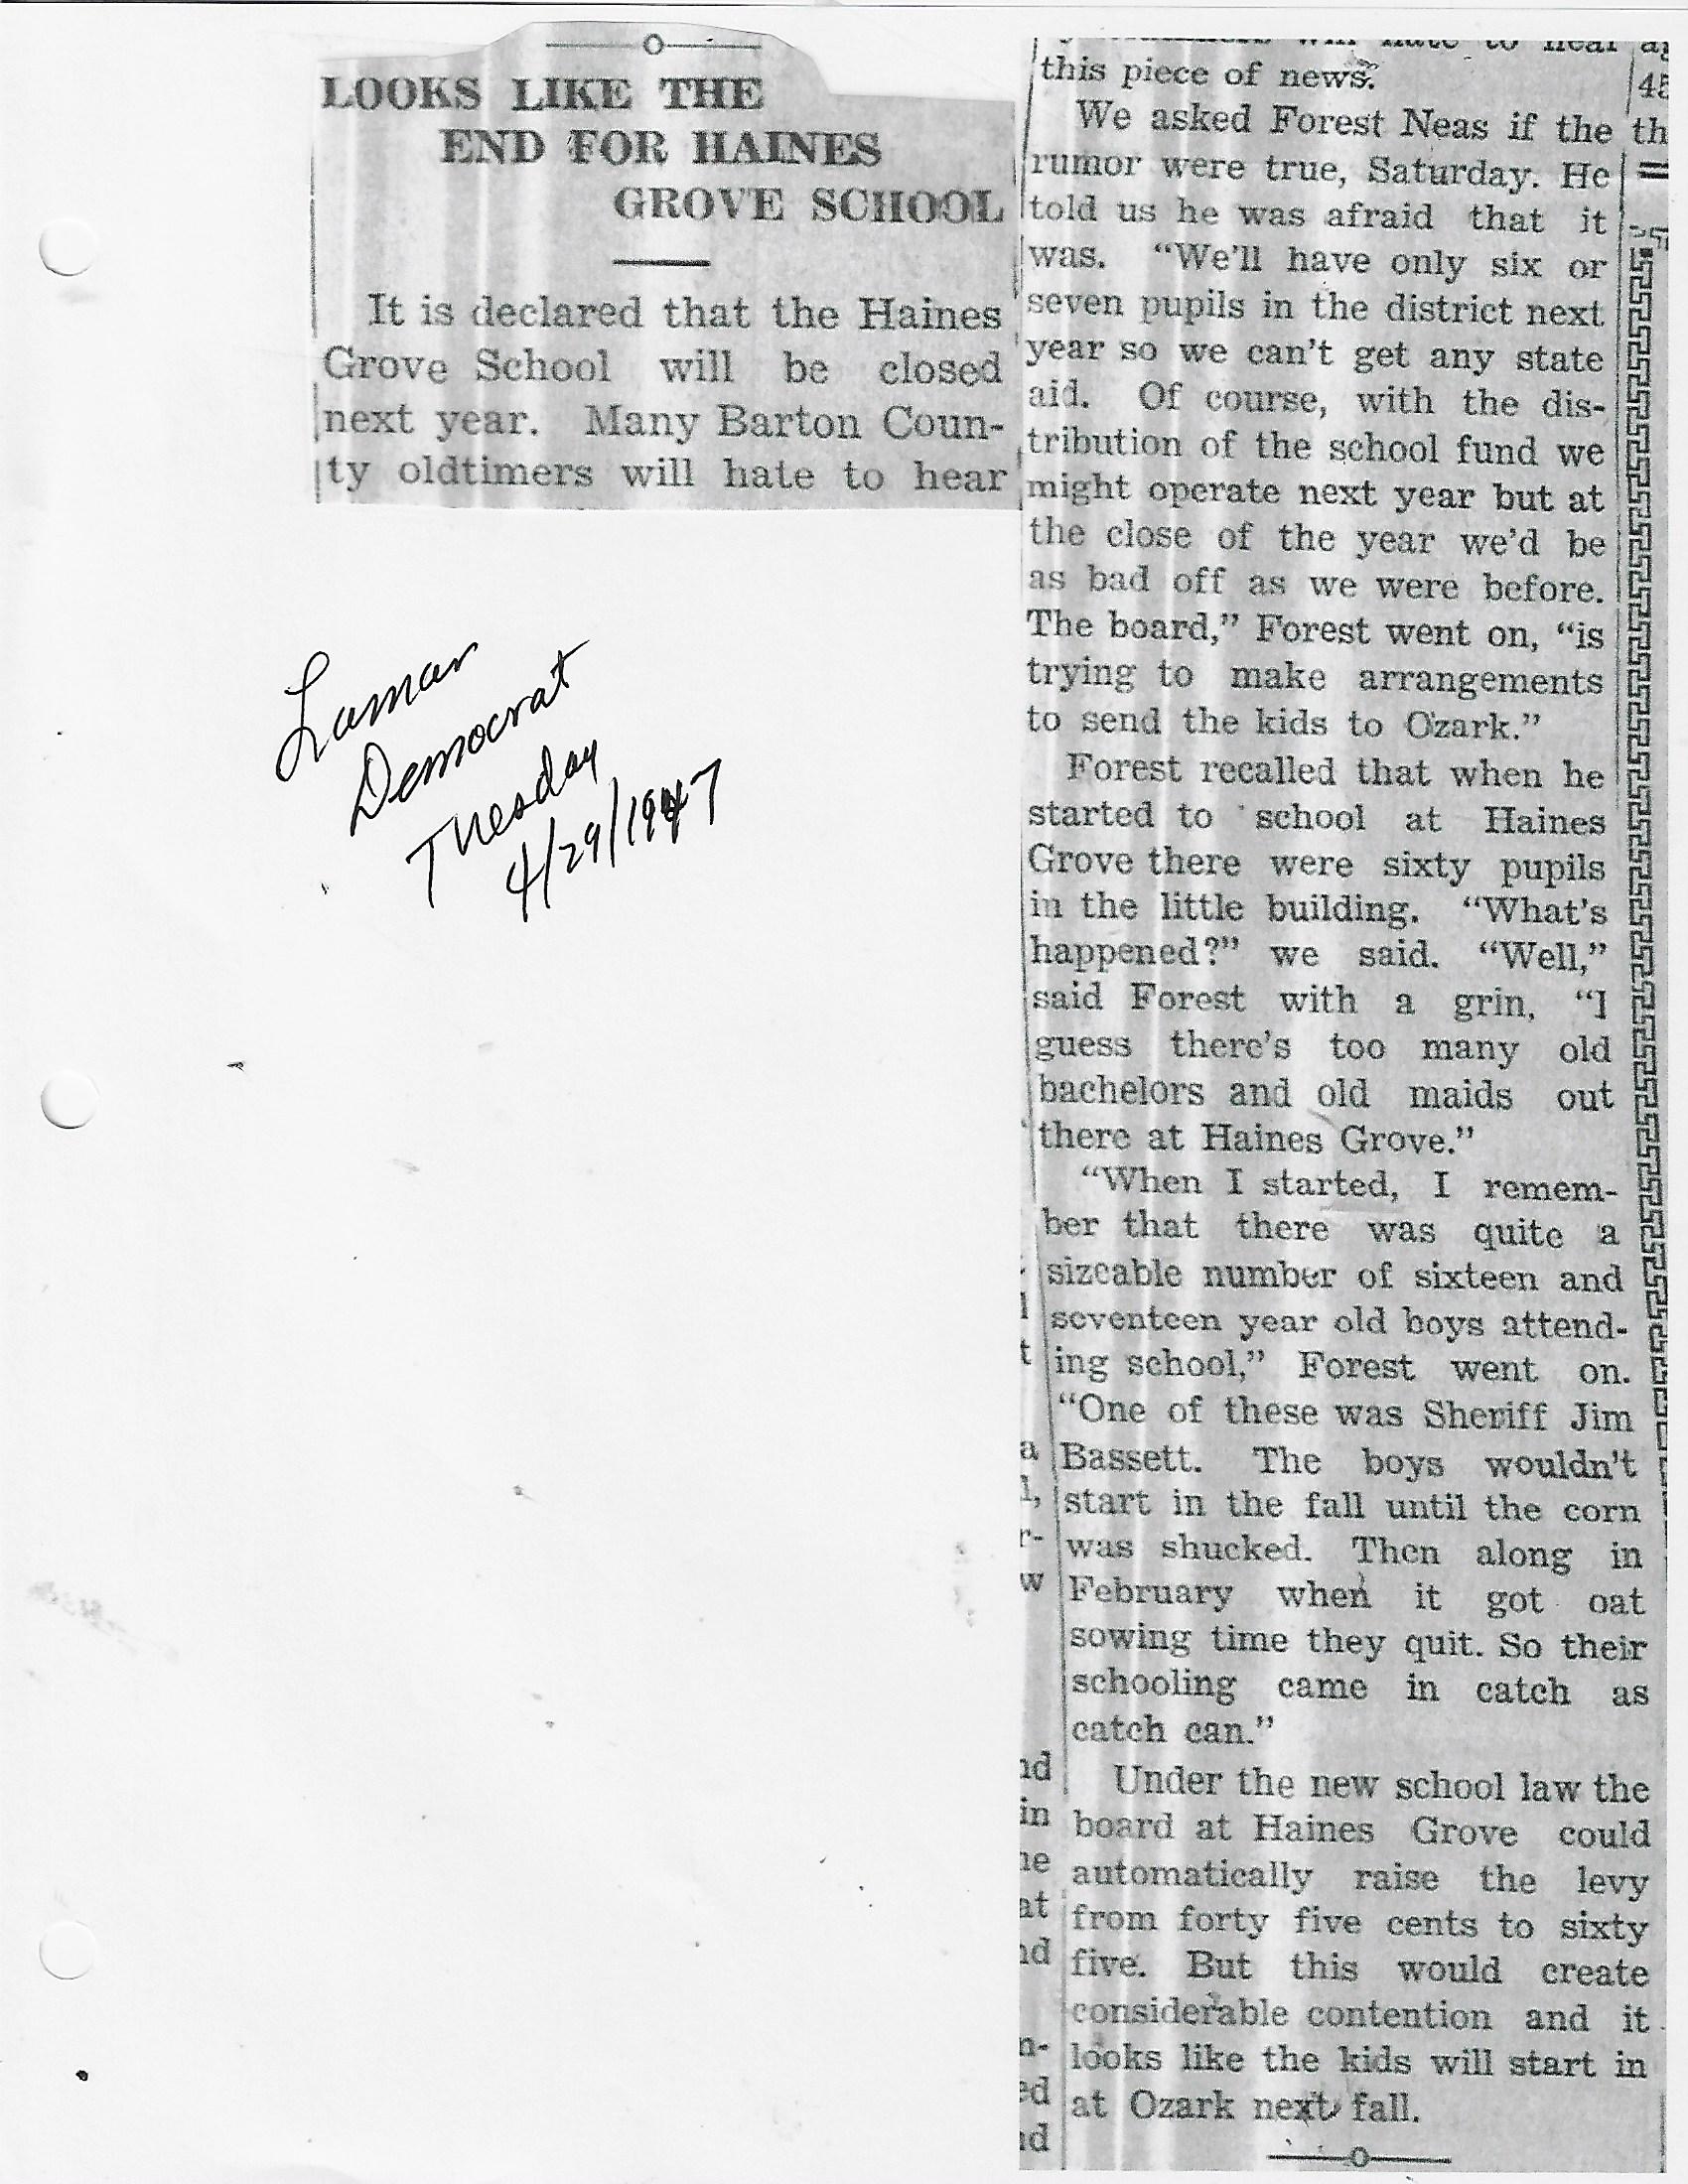 LOOKS LIKE THE
END FOR HAINES
GROVE SCHOOL
It is declared that the Haines
Grove School will be closed
next year. Many Barton Coun-
ty oldtimers will hate to hear
this piece of news.
We asked Forest Neas if the
rumor were true, Saturday. He
told us he was afraid that it
was. “We'll have only six or
seven pupils in the district next
year so we can't get any state
aid. Of course, with the dis-
tribution of the school fund we
might operate next year but at
the close of the year we'd be
as bad off as we were before.
The board,” Forest went on, “is
trying to make arrangements
to send the kids to Ozark.”
Forest recalled that when he
started to school at Haines
Grove there were sixty pupils
in the little building. “What's
happened?” we said. “Well,”
said Forest with a grin, “I
guess there's too many old
bachelors and old maids out
there at Haines Grove.”
“When I started, I remem-
ber that there was quite a
sizeable number of sixteen and
seventeen year old boys attend-
ing school,” Forest went on.
“One of these was Sheriff Jim
Bassett. The boys wouldn't
start in the fall until the corn
was shucked. Then along in
February when it got oat
sowing time they quit. So their
schooling came in catch as
catch can.”
Under the new school law the
board at Haines Grove could
automatically raise the levy
from forty five cents to sixty
five. But this would create
considerable contention and it
looks like the kids will start in
at Ozark next fall.
Lamar
Democrat
Tuesday
4/29/1947